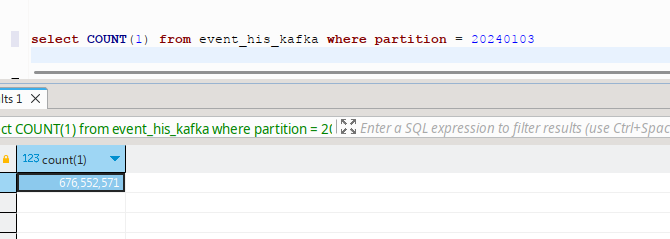 select COUNT(1) from event_his_kafka where partition = 20240103
lts 1
ct COUNT(1) from event_his_kafka where partition = 20
Enter a SQL expression to filter results (use Ctrl+Spac
123 count(1)
676,552,571